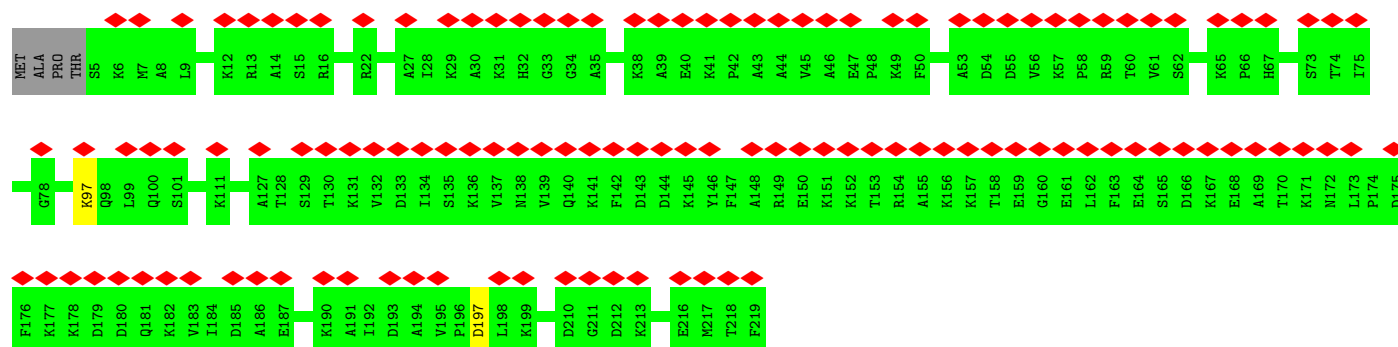 MET ALA PRO THR S5 K6 M7 A8 L9 K12 R13 A14 S15 R16 R22 A27 I28 K29 A30 K31 H32 G33 G34 A35 K38 A39 E40 K41 P42 A43 A44 V45 A46 E47 P48 K49 F50 A53 D54 D55 V56 K57 P58 R59 T60 V61 S62 K65 P66 H67 S73 T74 I75
G78 K97 Q98 L99 Q100 S101 K111 A127 T128 S129 T130 K131 V132 D133 I134 S135 K136 V137 N138 V139 Q140 K141 F142 D143 D144 K145 Y146 F147 A148 R149 E150 K151 K152 T153 R154 A155 K156 K157 T158 E159 G160 E161 L162 F163 E164 S165 D166 K167 E168 A169 T170 K171 N172 L173 P174 D175
F176 K177 K178 D179 D180 Q181 K182 V183 I184 D185 A186 E187 K190 A191 I192 D193 A194 V195 P196 D197 L198 K199 D210 G211 D212 K213 E216 M217 T218 F219